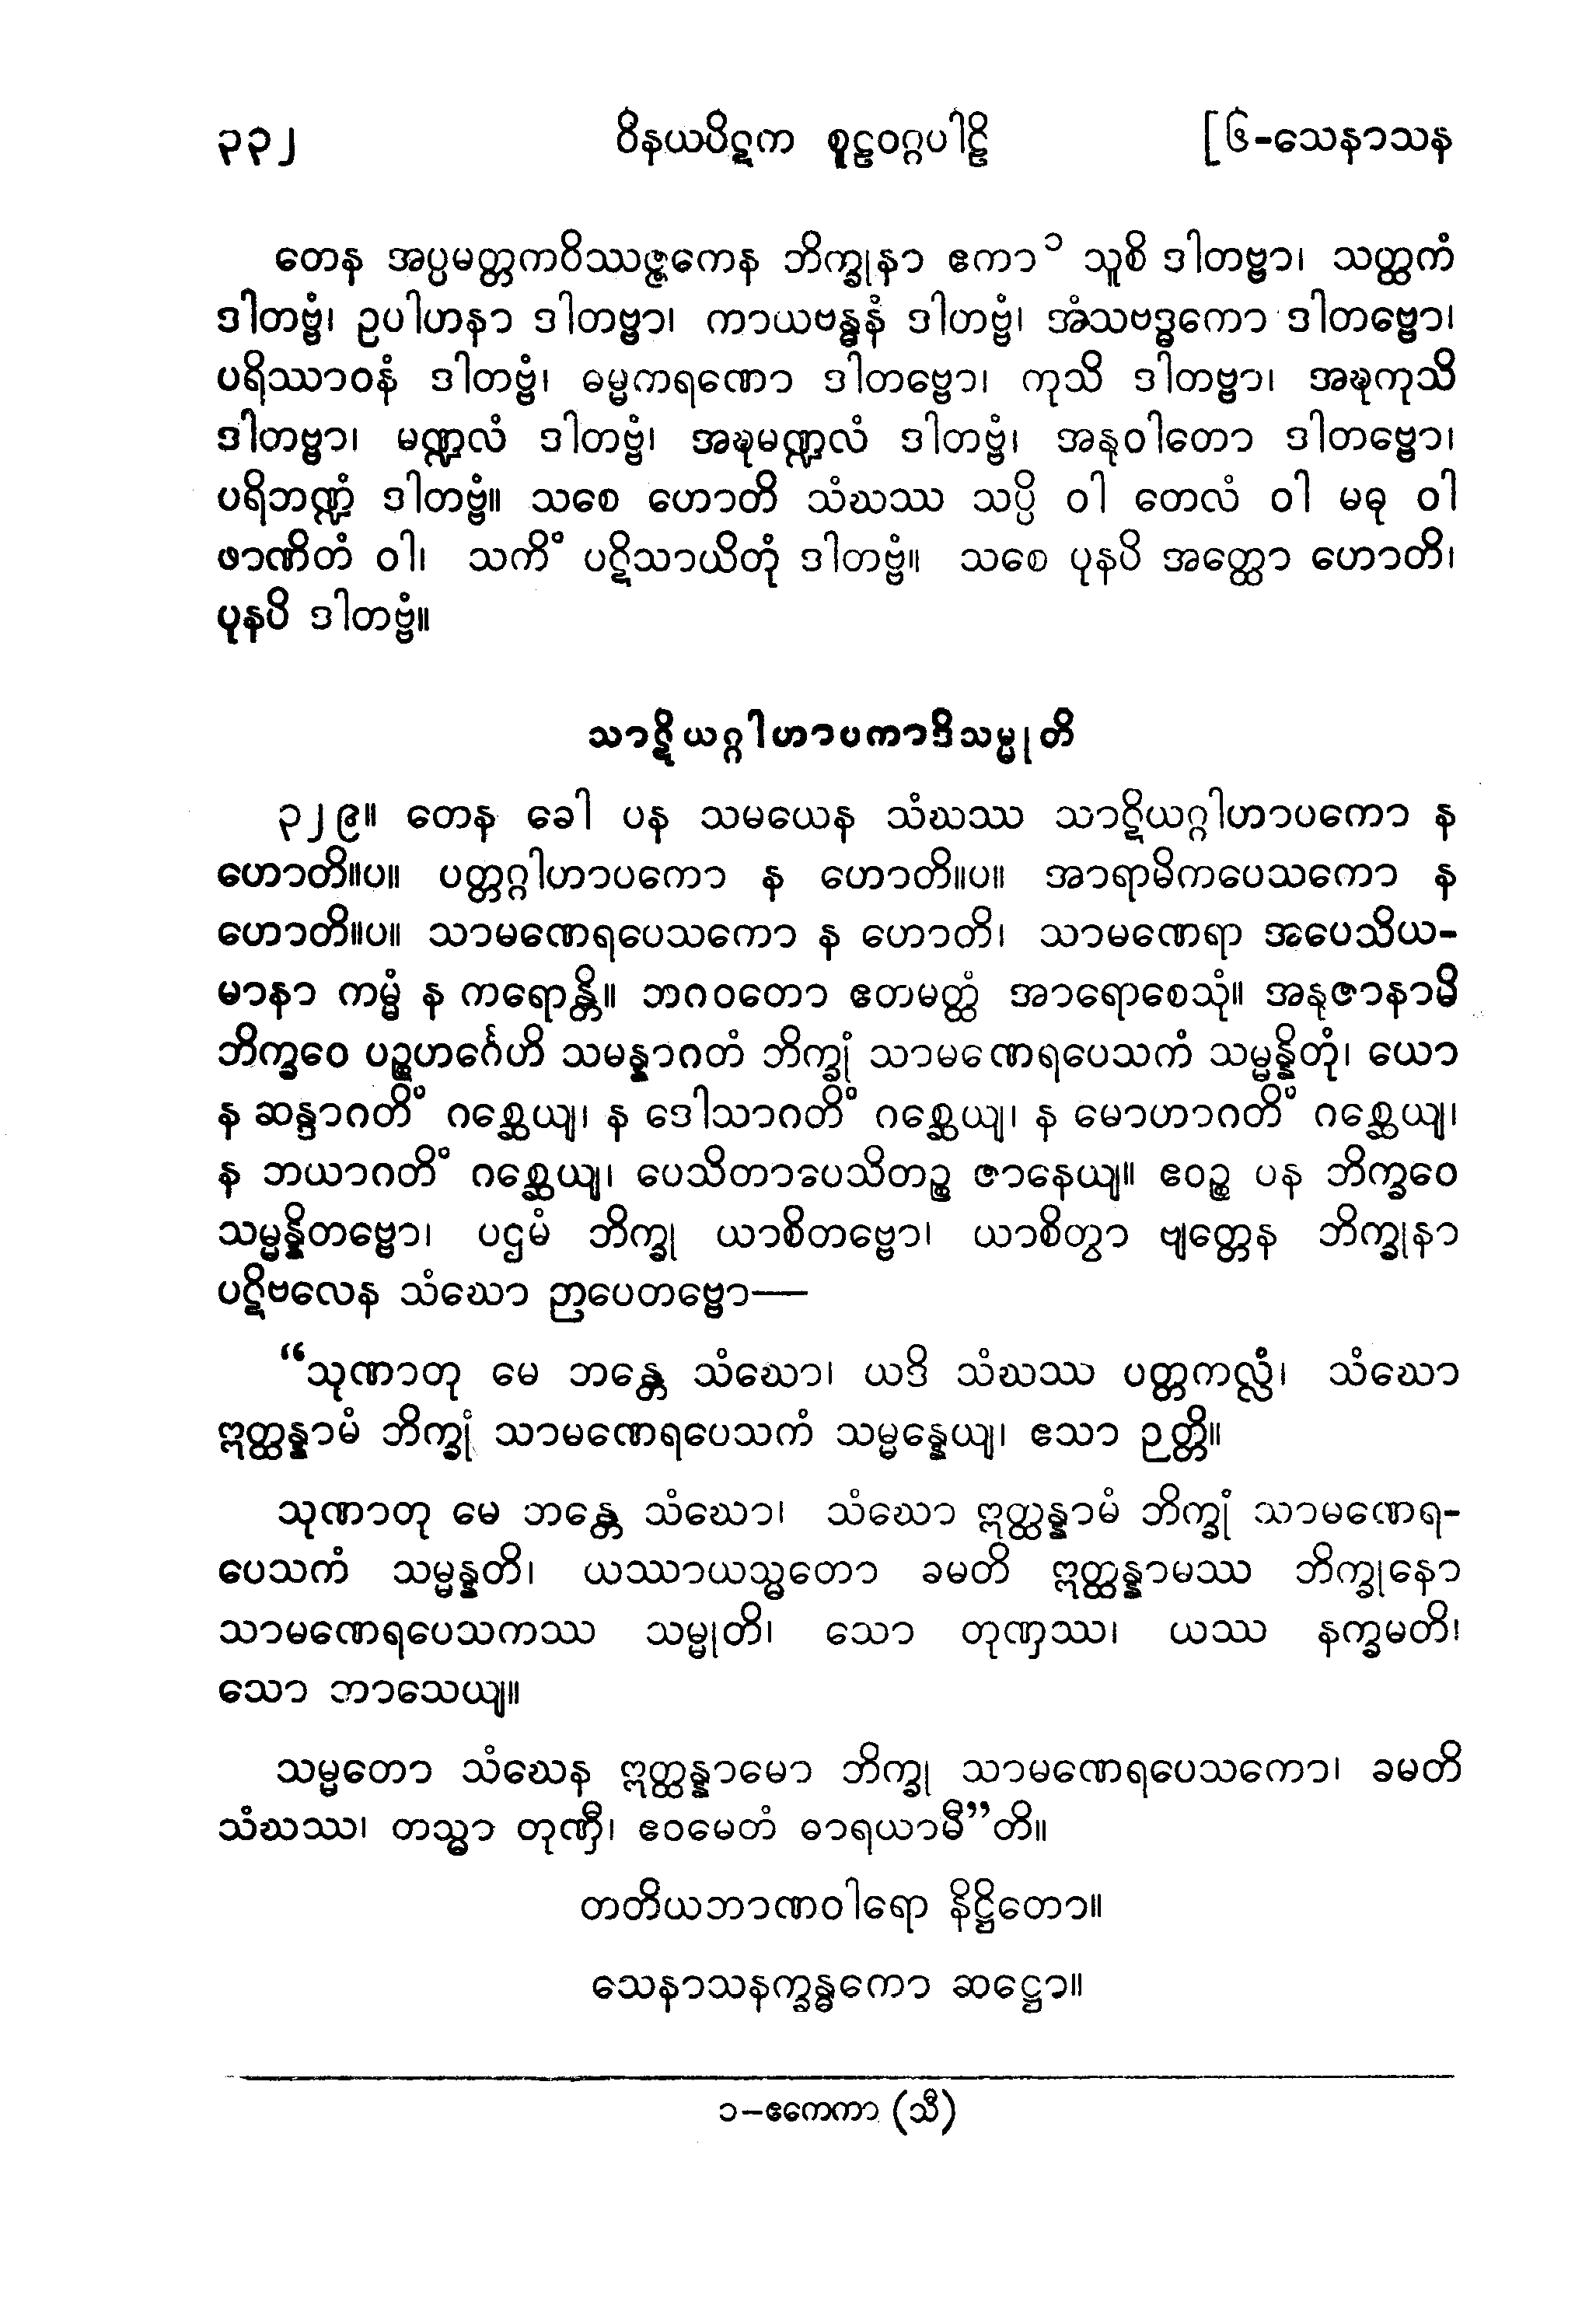 ၃၃၂ ဝိနယပိဋက စူဠဝဂ္ဂပါဠိ [၆-သေနာသန
တေန အပ္ပမတ္တကဝိဿဇ္ဇကေန ဘိက္ခုနာ ဧကာ ၁ သူစိ ဒါတဗ္ဗာ၊ သတ္ထကံ
ဒါတဗ္ဗံ၊ ဥပါဟနာ ဒါတဗ္ဗာ၊ ကာယဗန္ဓနံ ဒါတဗ္ဗံ၊ အံသဗဒ္ဓကော ဒါတဗ္ဗော၊
ပရိဿာဝနံ ဒါတဗ္ဗံ၊ ဓမ္မကရဏော ဒါတဗ္ဗော၊ ကုသိ ဒါတဗ္ဗာ၊ အဍ္ဎကုသိ
ဒါတဗ္ဗာ၊ မဏ္ဍလံ ဒါတဗ္ဗံ၊ အဍ္ဎမဏ္ဍလံ ဒါတဗ္ဗံ၊ အနုဝါတော ဒါတဗ္ဗော၊
ပရိဘဏ္ဍံ ဒါတဗ္ဗံ။ သစေ ဟောတိ သံဃဿ သပ္ပိ ဝါ တေလံ ဝါ မဓု ဝါ
ဖာဏိတံ ဝါ၊ သကိံ ပဋိသာယိတုံ ဒါတဗ္ဗံ။ သစေ ပုနပိ အတ္ထော ဟောတိ၊
ပုနပိ ဒါတဗ္ဗံ။
သာဋိယဂ္ဂါဟာပကာဒိသမ္မုတိ
၃၂၉။ တေန ခေါ ပန သမယေန သံဃဿ သာဋိယဂ္ဂါဟာပကော န
ဟောတိ။ပ။ ပတ္တဂ္ဂါဟာပကော န ဟောတိ။ပ။ အာရာမိကပေသကော န
ဟောတိ။ပ။ သာမဏေရပေသကော န ဟောတိ၊ သာမဏေရာ အပေသိယ-
မာနာ ကမ္မံ န ကရောန္တိ။ ဘဂဝတော ဧတမတ္ထံ အာရောစေသုံ။ အနုဇာနာမိ
ဘိက္ခဝေ ပဉ္စဟင်္ဂေဟိ သမန္နာဂတံ ဘိက္ခုံ သာမဏေရပေသကံ သမ္မန္နိတုံ၊ ယော
န ဆန္ဒာဂတိံ ဂစ္ဆေယျ၊ န ဒေါသာဂတိံ ဂစ္ဆေယျ၊ န မောဟာဂတိံ ဂစ္ဆေယျ၊
န ဘယာဂတိံ ဂစ္ဆေယျ၊ ပေသိတာပေသိတဉ္စ ဇာနေယျ။ ဧဝဉ္စ ပန ဘိက္ခဝေ
သမ္မန္နိတဗ္ဗော၊ ပဌမံ ဘိက္ခု ယာစိတဗ္ဗော၊ ယာစိတွာ ဗျတ္တေန ဘိက္ခုနာ
ပဋိဗလေန သံဃော ဉာပေတဗ္ဗော—
“သုဏာတု မေ ဘန္တေ သံဃော၊ ယဒိ သံဃဿ ပတ္တကလ္လံ၊ သံဃော
ဣတ္ထန္နာမံ ဘိက္ခုံ သာမဏေရပေသကံ သမ္မန္နေယျ၊ ဧသာ ဉတ္တိ။
သုဏာတု မေ ဘန္တေ သံဃော၊ သံဃော ဣတ္ထန္နာမံ ဘိက္ခုံ သာမဏေရ-
ပေသကံ သမ္မန္နတိ၊ ယဿာယသ္မတော ခမတိ ဣတ္ထန္နာမဿ ဘိက္ခုနော
သာမဏေရပေသကဿ သမ္မုတိ၊ သော တုဏှဿ၊ ယဿ နက္ခမတိ၊
သော ဘာသေယျ။
သမ္မတော သံဃေန ဣတ္ထန္နာမော ဘိက္ခု သာမဏေရပေသကော၊ ခမတိ
သံဃဿ၊ တသ္မာ တုဏှီ၊ ဧဝမေတံ ဓာရယာမီ”တိ။
တတိယဘာဏဝါရော နိဋ္ဌိတော။
သေနာသနက္ခန္ဓကော ဆဋ္ဌော။
၁–ဧကေကာ (သီ)